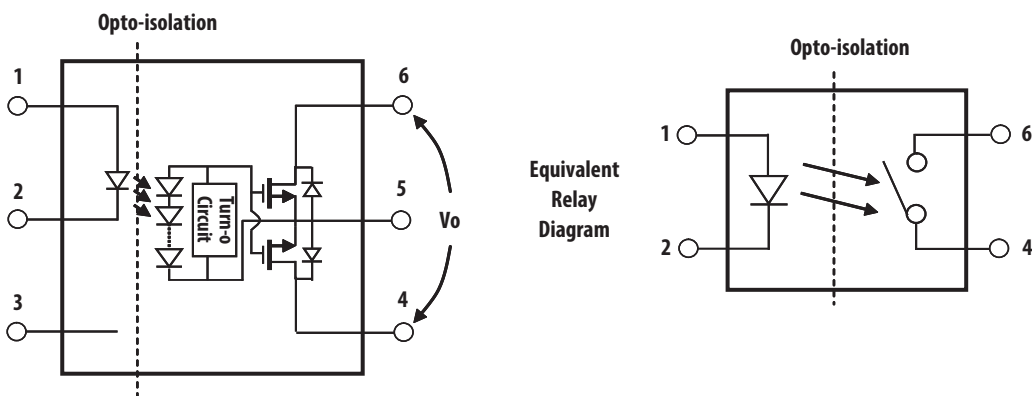 Opto-isolation
1
2
3
Turn-o
Circuit
6
5
4
Vo
Equivalent
Relay
Diagram
Opto-isolation
1
2
6
4